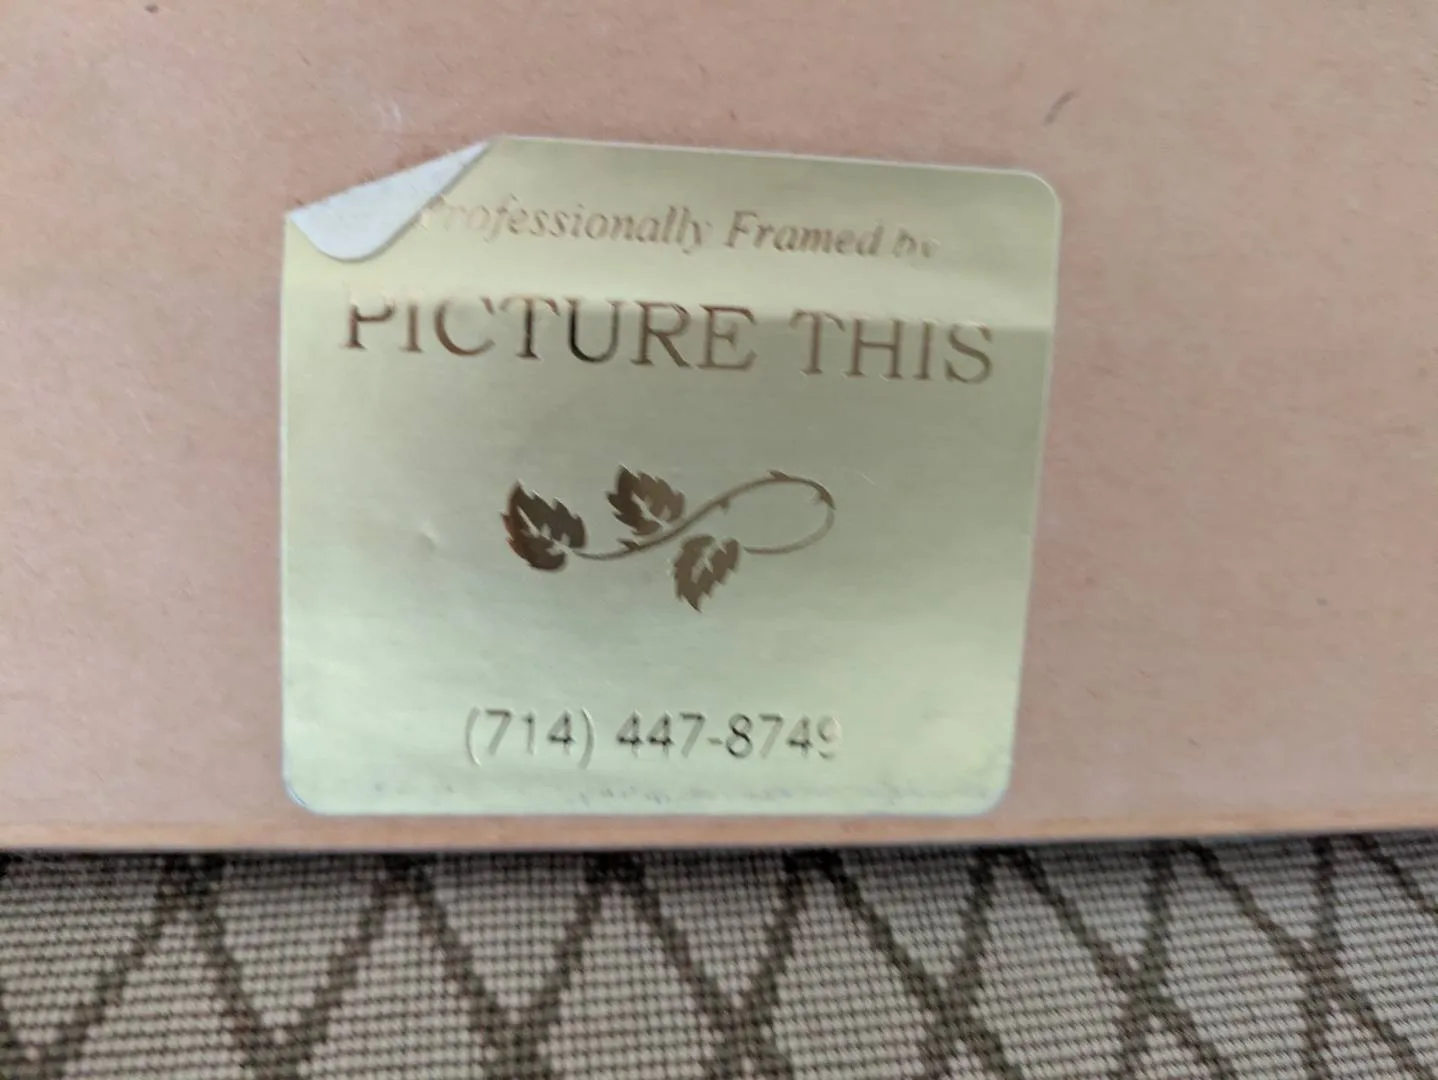 Professionally Framed by
PICTURE THIS
(714) 447-8749